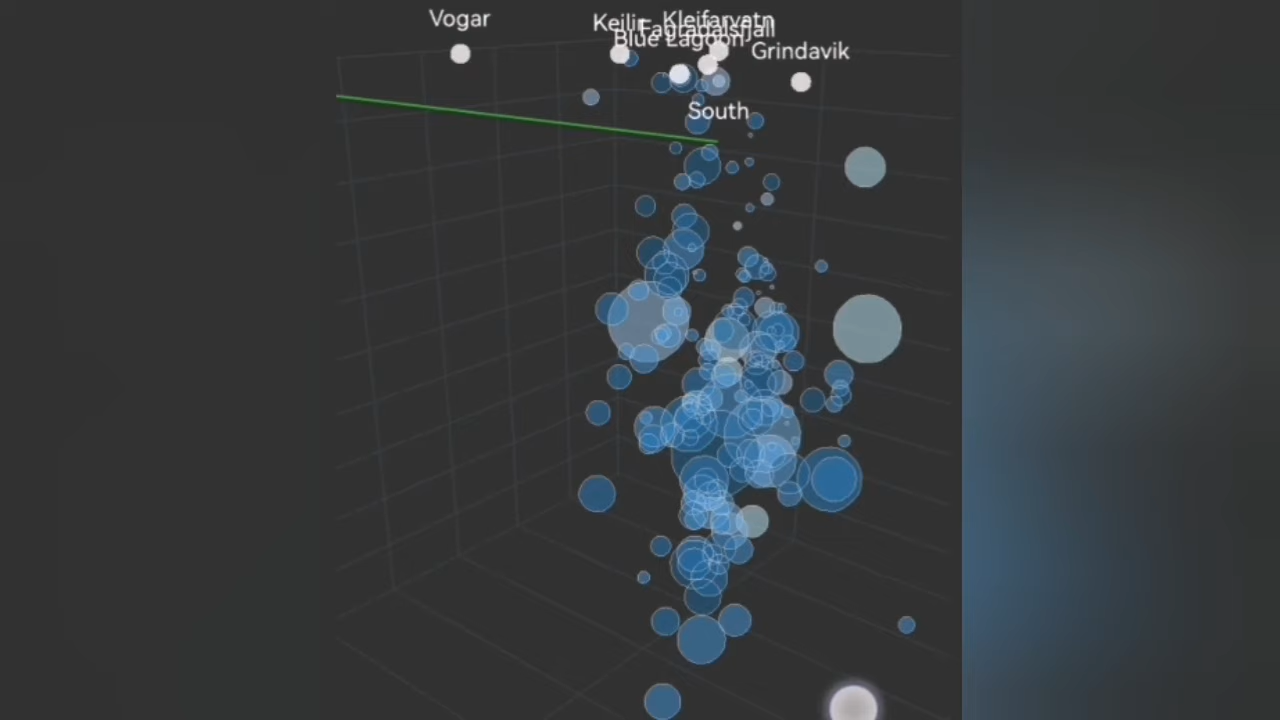 Vogar
Keilir
Kleifarvatn
Fagradalsfjall
Blue Lagoon
Grindavik
South